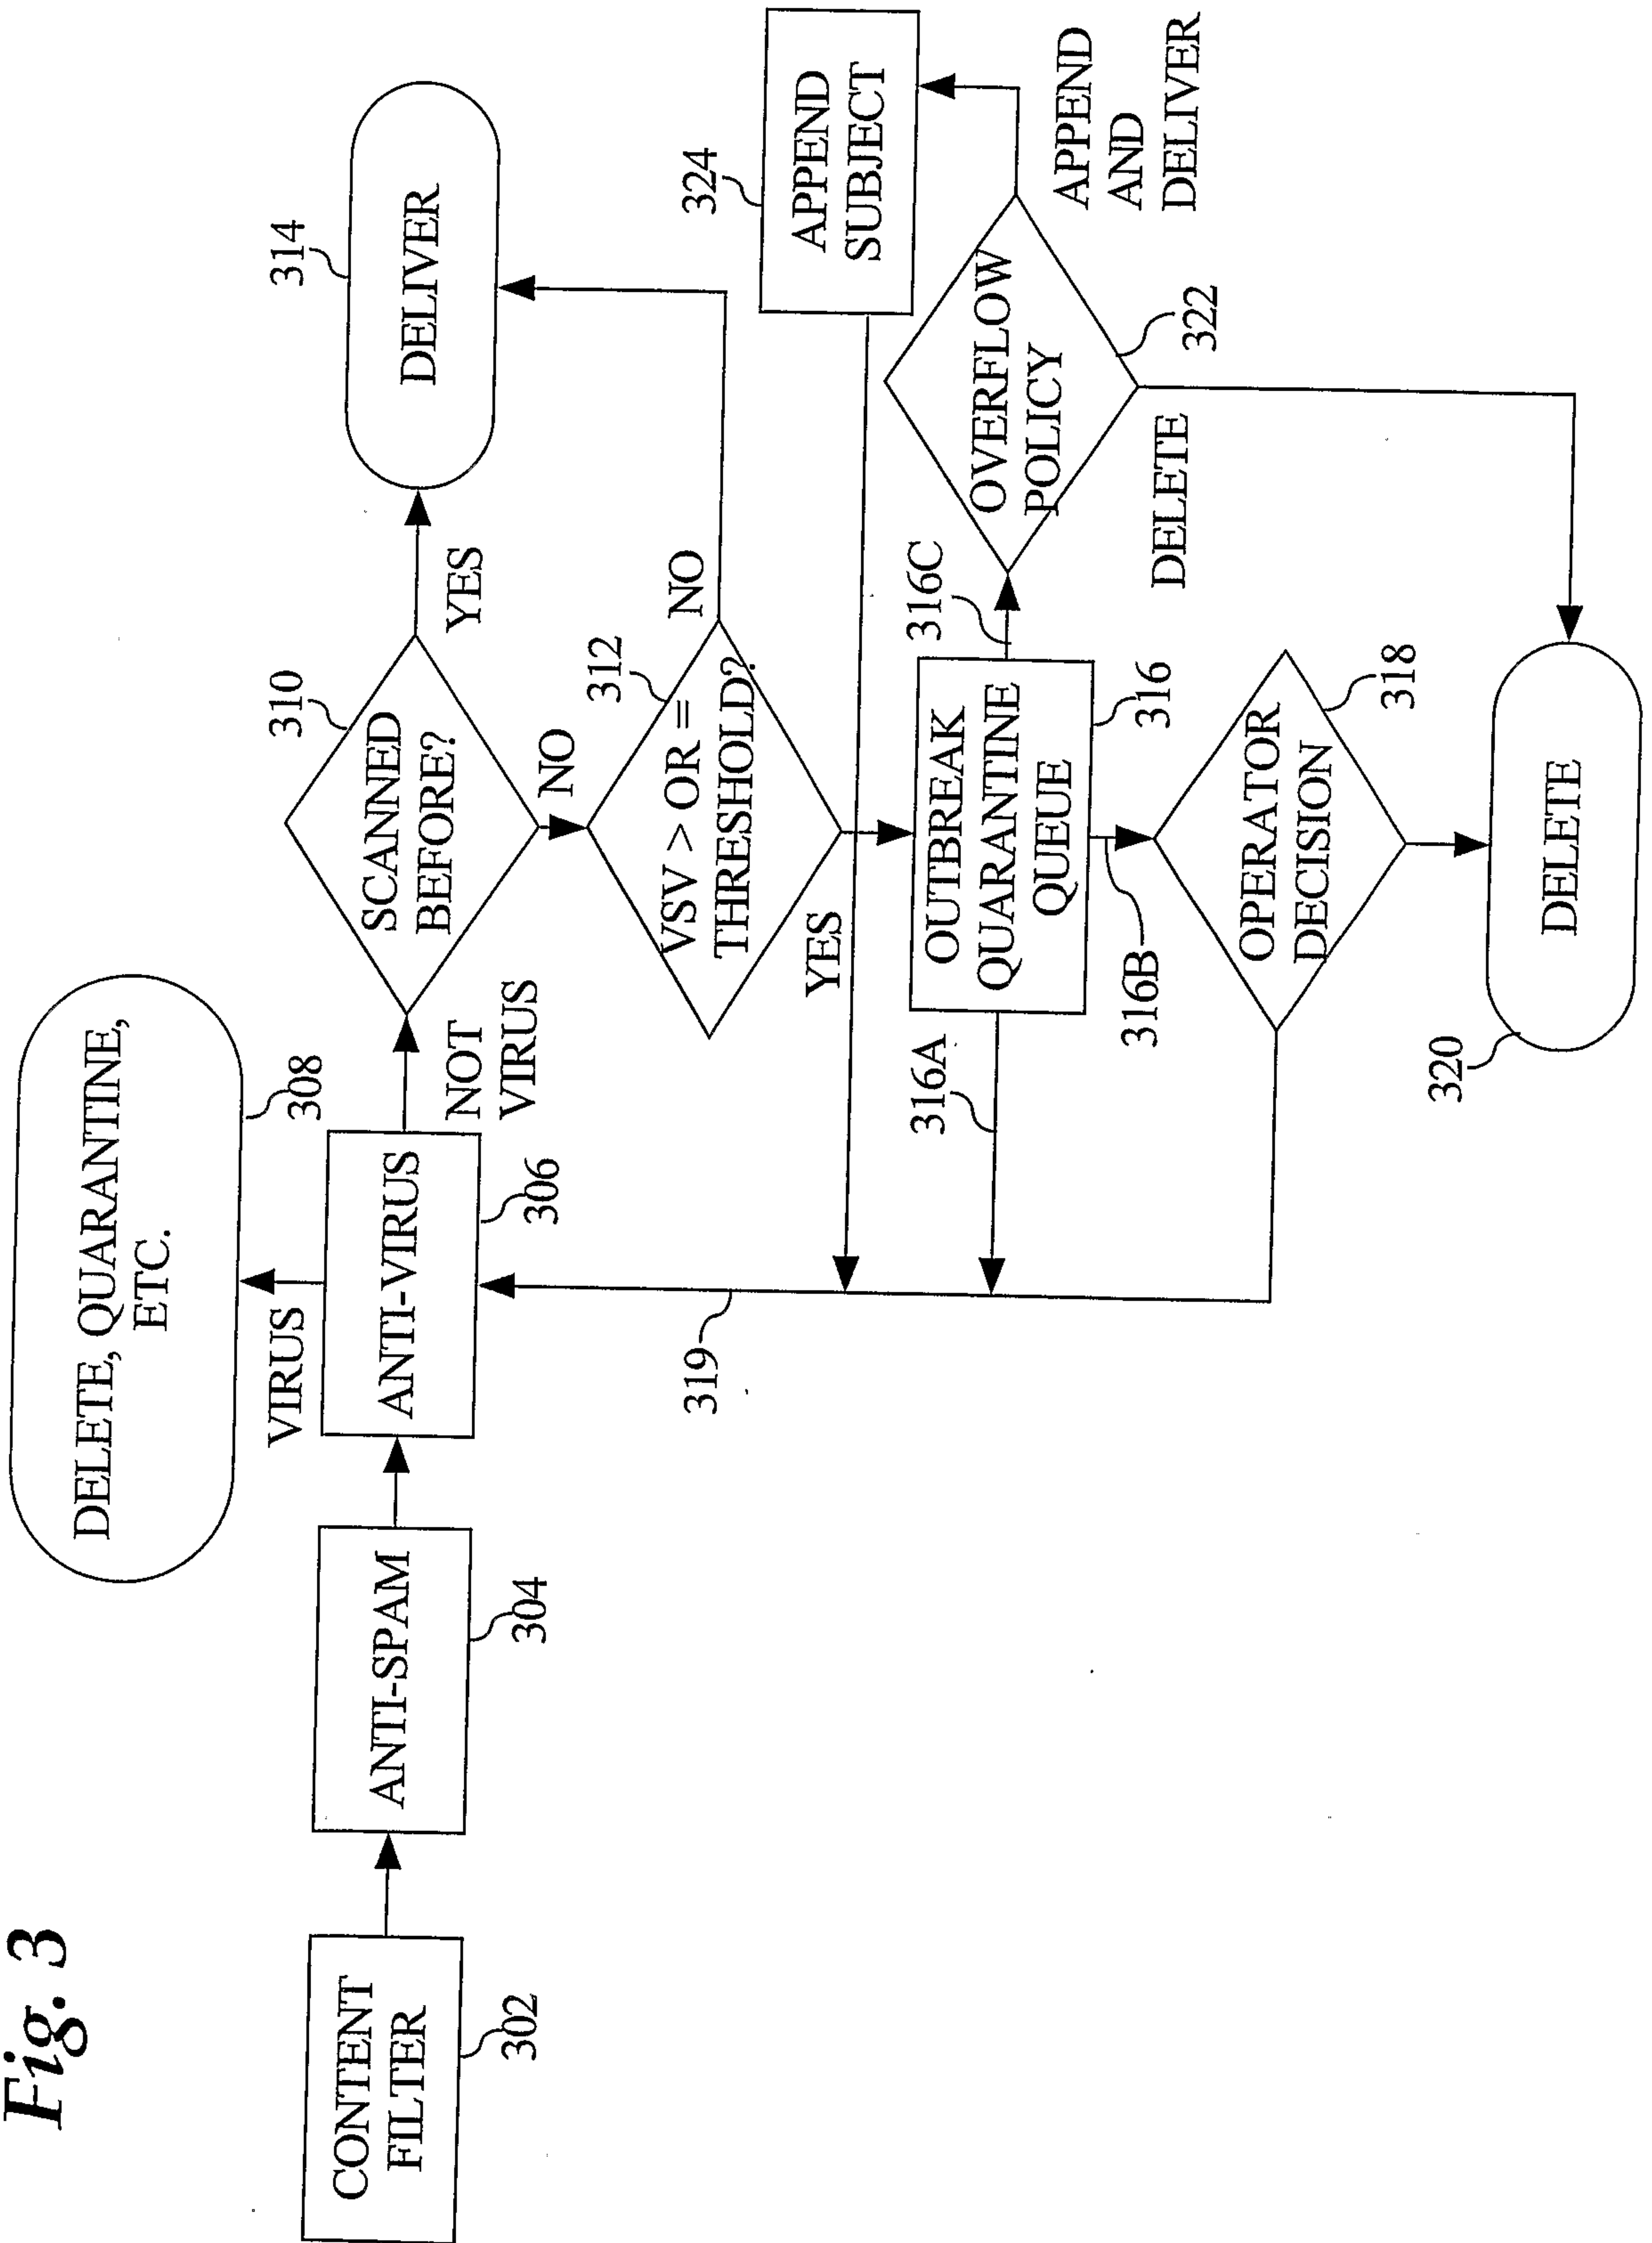 Fig. 3
CONTENT
FILTER
302
ANTI-SPAM
304
ANTI-VIRUS
306
VIRUS
DELETE, QUARANTINE,
ETC.
308
NOT
VIRUS
SCANNED
BEFORE?
310
YES
DELIVER
314
NO
VSV > OR =
THRESHOLD?
312
NO
YES
OUTBREAK
QUARANTINE
QUEUE
316
316A
316B
316C
319
OPERATOR
DECISION
318
DELETE
320
OVERFLOW
POLICY
322
DELETE
APPEND
AND
DELIVER
APPEND
SUBJECT
324